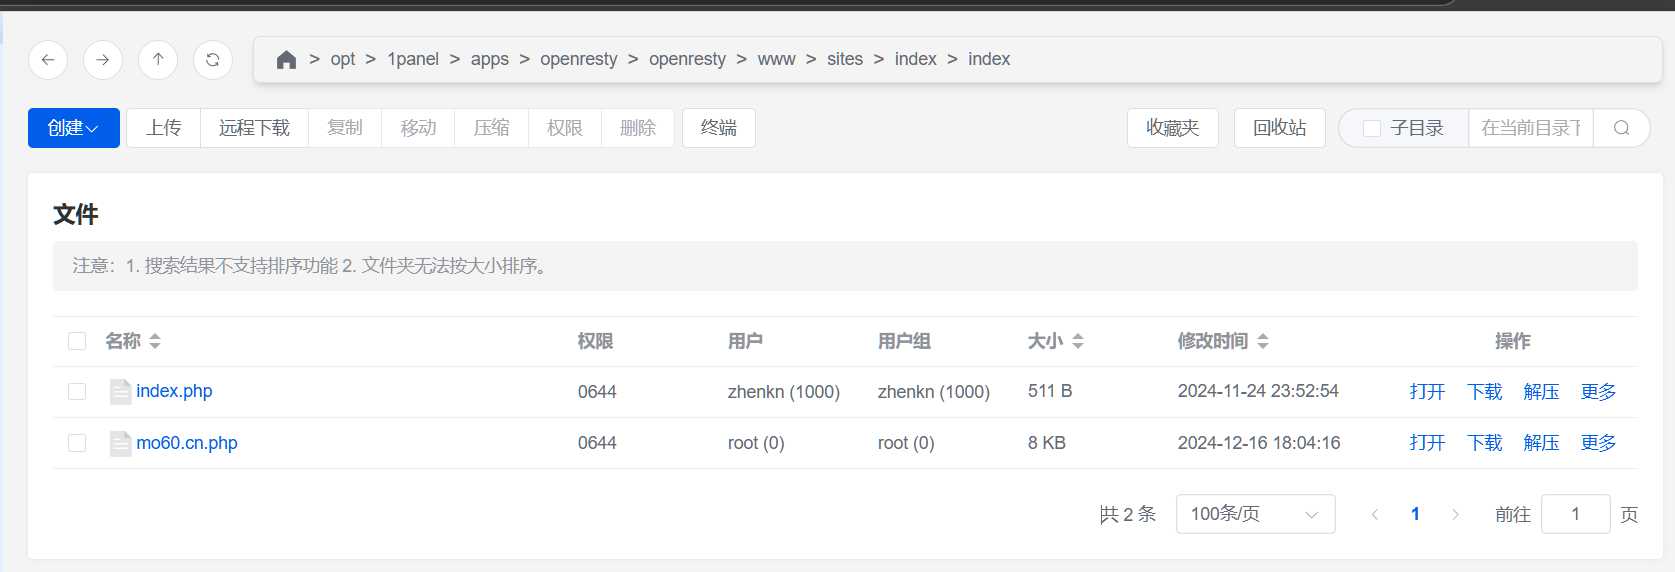 > opt > 1panel > apps > openresty > openresty > www > sites > index > index
创建 上传 远程下载 复制 移动 压缩 权限 删除 终端 收藏夹 回收站 子目录 在当前目录下
文件
注意：1. 搜索结果不支持排序功能 2. 文件夹无法按大小排序。
名称 权限 用户 用户组 大小 修改时间 操作
index.php 0644 zhenkn (1000) zhenkn (1000) 511 B 2024-11-24 23:52:54 打开 下载 解压 更多
mo60.cn.php 0644 root (0) root (0) 8 KB 2024-12-16 18:04:16 打开 下载 解压 更多
共 2 条 100条/页 < 1 > 前往 1 页